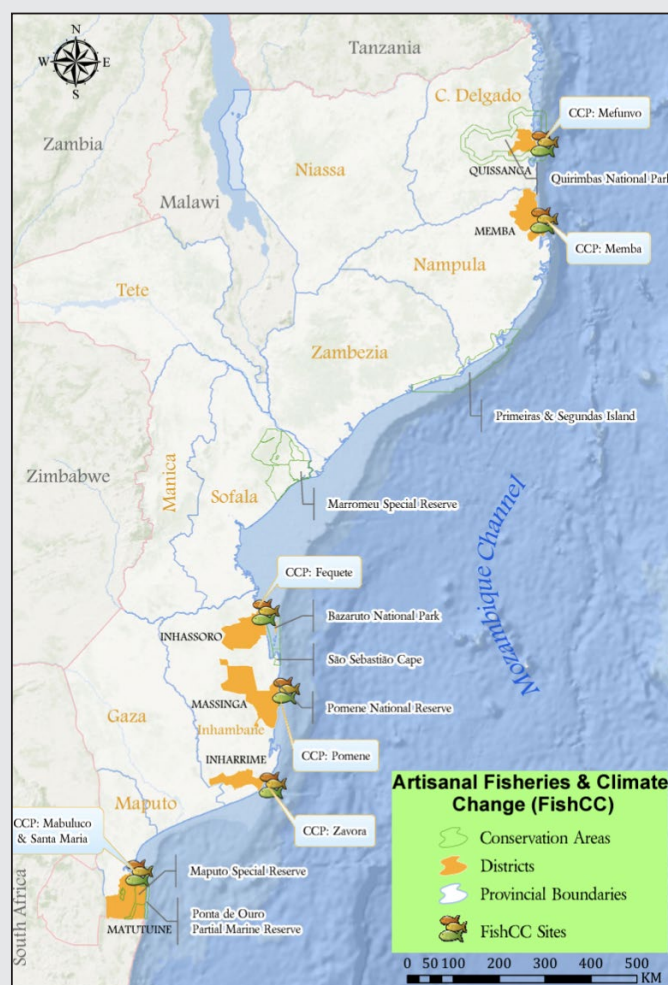 N
W E
S
Tanzania
C. Delgado
CCP: Mefunvo
Zambia
Niassa
QUISSANGA
Quirimbas National Park
Malawi
MEMBA
CCP: Memba
Nampula
Tete
Zambezia
Primeiras & Segundas Island
Zimbabwe
Manica
Sofala
Marromeu Special Reserve
Mozambique Channel
CCP: Fequete
Bazaruto National Park
INHASSORO
São Sebastião Cape
MASSINGA
Pomene National Reserve
Gaza
Inhambane
CCP: Pomene
INHARRIME
Maputo
CCP: Zavora
CCP: Mabuluco
& Santa Maria
Maputo Special Reserve
Ponta de Ouro
Partial Marine Reserve
MATUTUINE
South Africa
Artisanal Fisheries & Climate
Change (FishCC)
Conservation Areas
Districts
Provincial Boundaries
FishCC Sites
0 50 100 200 300 400 500
KM